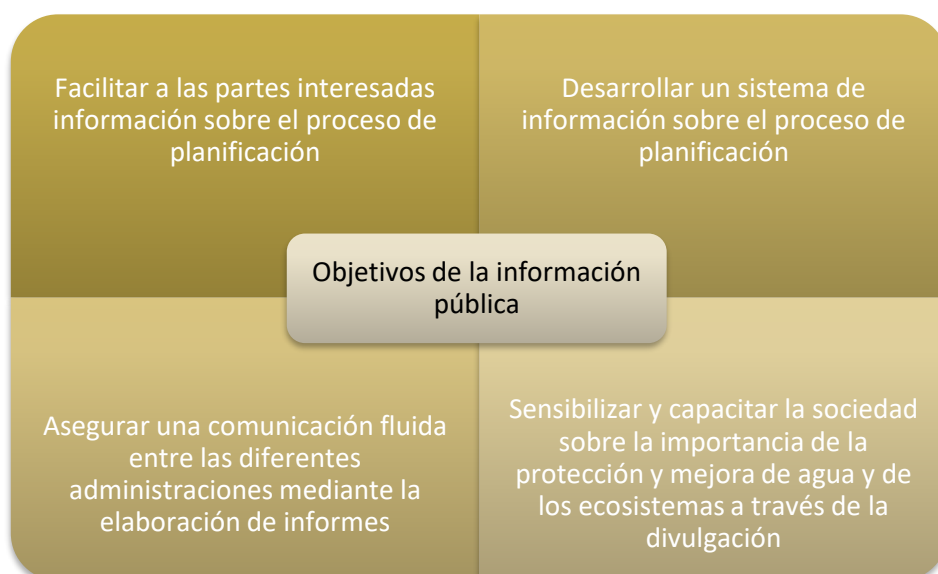 Facilitar a las partes interesadas
información sobre el proceso de
planificación
Desarrollar un sistema de
información sobre el proceso de
planificación
Objetivos de la información
pública
Asegurar una comunicación fluida
entre las diferentes
administraciones mediante la
elaboración de informes
Sensibilizar y capacitar la sociedad
sobre la importancia de la
protección y mejora de agua y de
los ecosistemas a través de la
divulgación